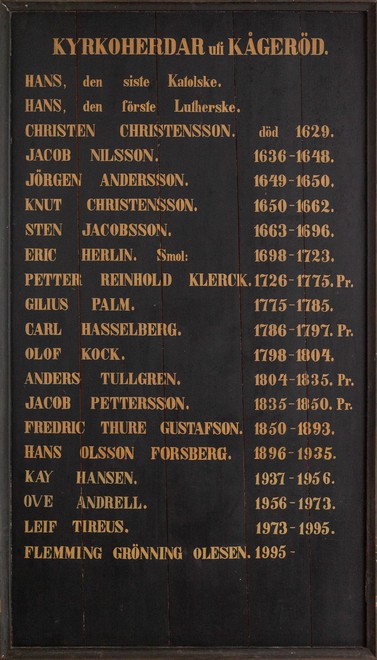 KYRKOHERDAR uti KÅGERÖD.
HANS, den siste Katolske.
HANS, den förste Lutherske.
CHRISTEN CHRISTENSSON. död 1629.
JACOB NILSSON. 1636-1648.
JÖRGEN ANDERSSON. 1649-1650.
KNUT CHRISTENSSON. 1650-1662.
STEN JACOBSSON. 1663-1696.
ERIC HERLIN. Smol: 1698-1723.
PETTER REINHOLD KLERCK. 1726-1775. Pr.
GILIUS PALM. 1775-1785.
CARL HASSELBERG. 1786-1797. Pr.
OLOF KOCK. 1798-1804.
ANDERS TULLGREN. 1804-1835. Pr.
JACOB PETTERSSON. 1835-1850. Pr.
FREDRIC THURE GUSTAFSON. 1850-1893.
HANS OLSSON FORSBERG. 1896-1935.
KAY HANSEN. 1937-1956.
OVE ANDRELL. 1956-1973.
LEIF TIREUS. 1973-1995.
FLEMMING GRÖNNING OLESEN. 1995-